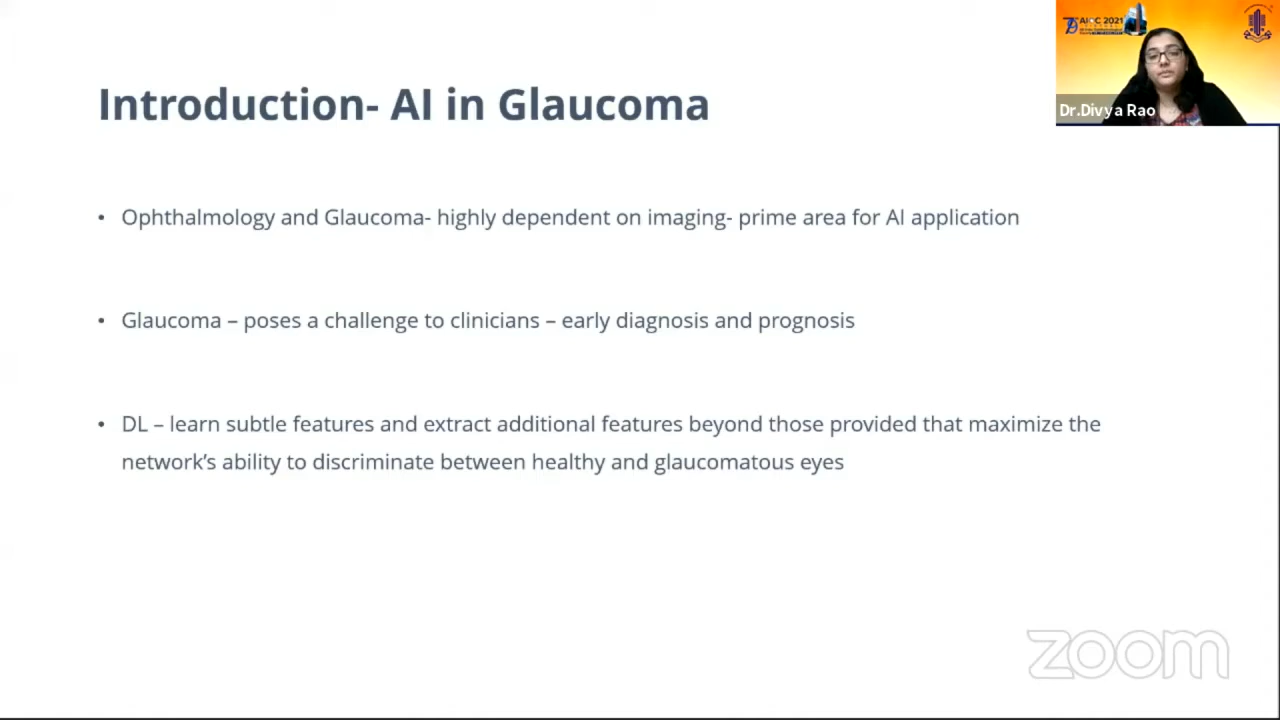 Introduction- AI in Glaucoma
• Ophthalmology and Glaucoma- highly dependent on imaging- prime area for AI application
• Glaucoma – poses a challenge to clinicians – early diagnosis and prognosis
• DL – learn subtle features and extract additional features beyond those provided that maximize the
network’s ability to discriminate between healthy and glaucomatous eyes
AIOC 2021
Dr.Divya Rao
zoom